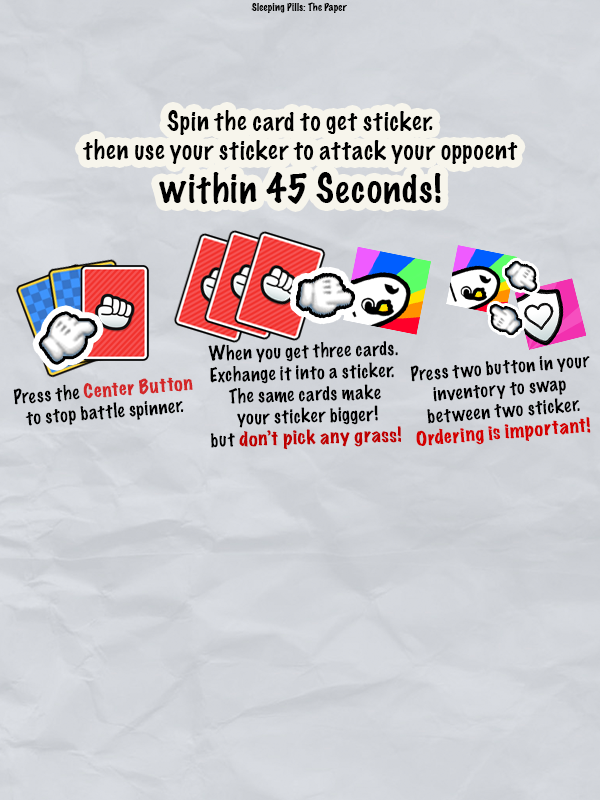 Sleeping Pills: The Paper
Spin the card to get sticker.
then use your sticker to attack your oppoent
within 45 Seconds!
Press the Center Button
to stop battle spinner.
When you get three cards.
Exchange it into a sticker.
The same cards make
your sticker bigger!
but don't pick any grass!
Press two button in your
inventory to swap
between two sticker.
Ordering is important!